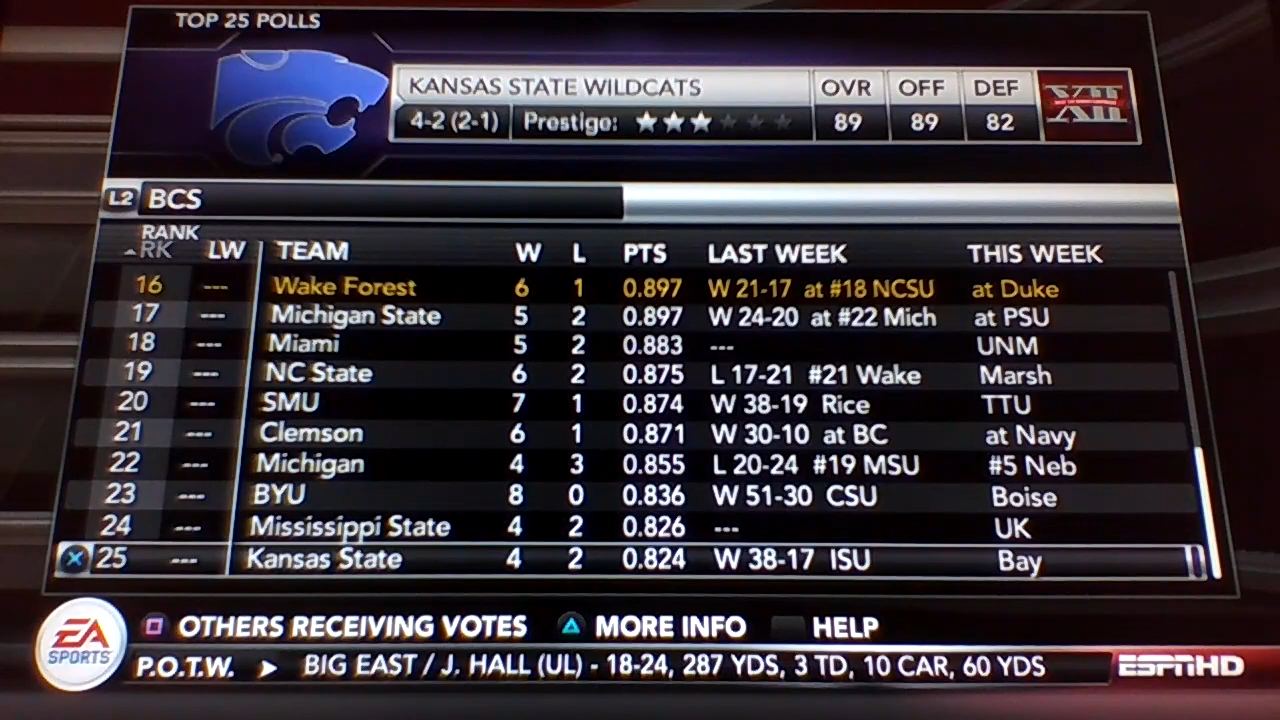 TOP 25 POLLS
KANSAS STATE WILDCATS OVR OFF DEF
4-2 (2-1) Prestige: 89 89 82
XII
L2 BCS
RANK
RK LW TEAM W L PTS LAST WEEK THIS WEEK
16 --- Wake Forest 6 1 0.897 W 21-17 at #18 NCSU at Duke
17 --- Michigan State 5 2 0.897 W 24-20 at #22 Mich at PSU
18 --- Miami 5 2 0.883 --- UNM
19 --- NC State 6 2 0.875 L 17-21 #21 Wake Marsh
20 --- SMU 7 1 0.874 W 38-19 Rice TTU
21 --- Clemson 6 1 0.871 W 30-10 at BC at Navy
22 --- Michigan 4 3 0.855 L 20-24 #19 MSU #5 Neb
23 --- BYU 8 0 0.836 W 51-30 CSU Boise
24 --- Mississippi State 4 2 0.826 --- UK
25 --- Kansas State 4 2 0.824 W 38-17 ISU Bay
OTHERS RECEIVING VOTES MORE INFO HELP
EA
SPORTS
P.O.T.W. BIG EAST / J. HALL (UL) - 18-24, 287 YDS, 3 TD, 10 CAR, 60 YDS ESPN HD